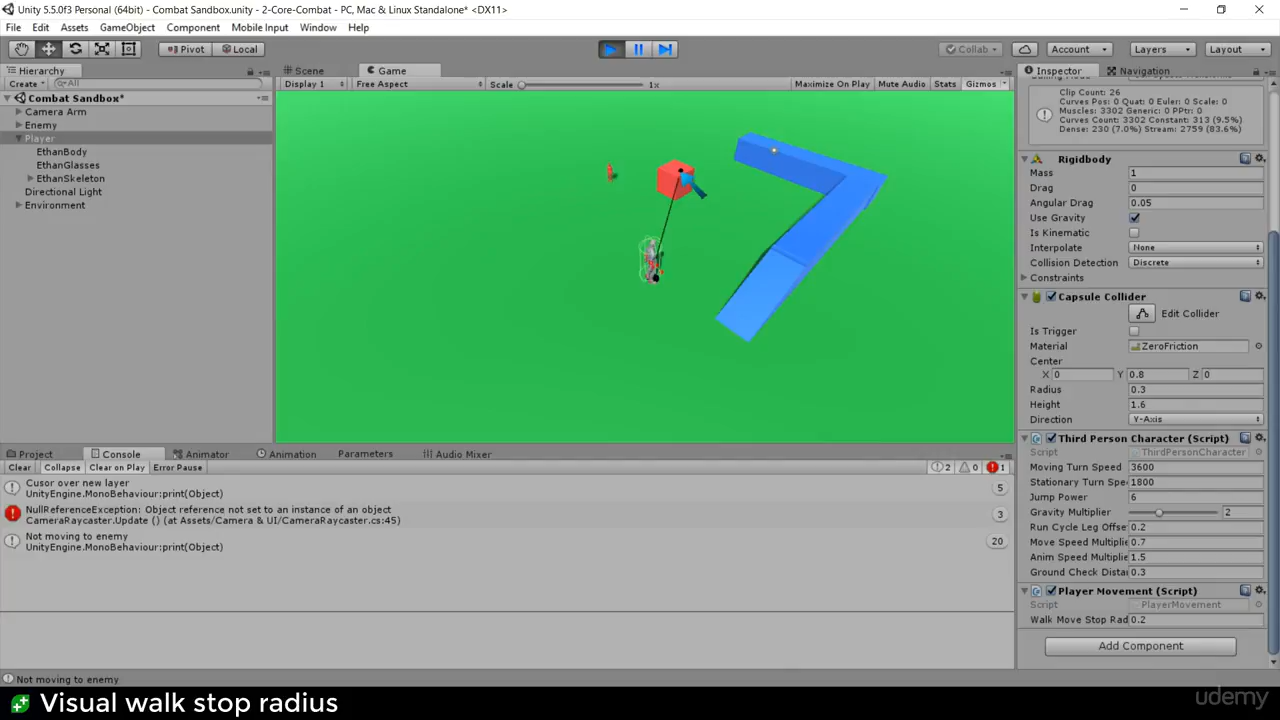 Unity 5.5.0f3 Personal (64bit) - Combat Sandbox.unity - 2-Core-Combat - PC, Mac & Linux Standalone* <DX11>
File Edit Assets GameObject Component Mobile Input Window Help
Pivot Local Collab Account Layers Layout
Hierarchy Scene Game Inspector Navigation
Create All Display 1 Free Aspect Scale 1x Maximize On Play Mute Audio Stats Gizmos
Combat Sandbox*
Camera Arm
Enemy
Player
EthanBody
EthanGlasses
EthanSkeleton
Directional Light
Environment
Clip Count: 26
Curves Pos: 0 Quat: 0 Euler: 0 Scale: 0
Muscles: 3302 Generic: 0 PPtr: 0
Curves Count: 3302 Constant: 313 (9.5%)
Dense: 230 (7.0%) Stream: 2759 (83.6%)
Rigidbody
Mass 1
Drag 0
Angular Drag 0.05
Use Gravity
Is Kinematic
Interpolate None
Collision Detection Discrete
Constraints
Capsule Collider
Edit Collider
Is Trigger
Material ZeroFriction
Center
X 0 Y 0.8 Z 0
Radius 0.3
Height 1.6
Direction Y-Axis
Third Person Character (Script)
Script ThirdPersonCharacter
Moving Turn Speed 3600
Stationary Turn Spe 1800
Jump Power 6
Gravity Multiplier 2
Run Cycle Leg Offse 0.2
Move Speed Multiplie 0.7
Anim Speed Multiplie 1.5
Ground Check Distan 0.3
Player Movement (Script)
Script PlayerMovement
Walk Move Stop Rad 0.2
Add Component
Project Console Animator Animation Parameters Audio Mixer
Clear Collapse Clear on Play Error Pause 2 0 1
Cusor over new layer
UnityEngine.MonoBehaviour:print(Object) 5
NullReferenceException: Object reference not set to an instance of an object
CameraRaycaster.Update () (at Assets/Camera & UI/CameraRaycaster.cs:45) 3
Not moving to enemy
UnityEngine.MonoBehaviour:print(Object) 20
Not moving to enemy
Visual walk stop radius
udemy